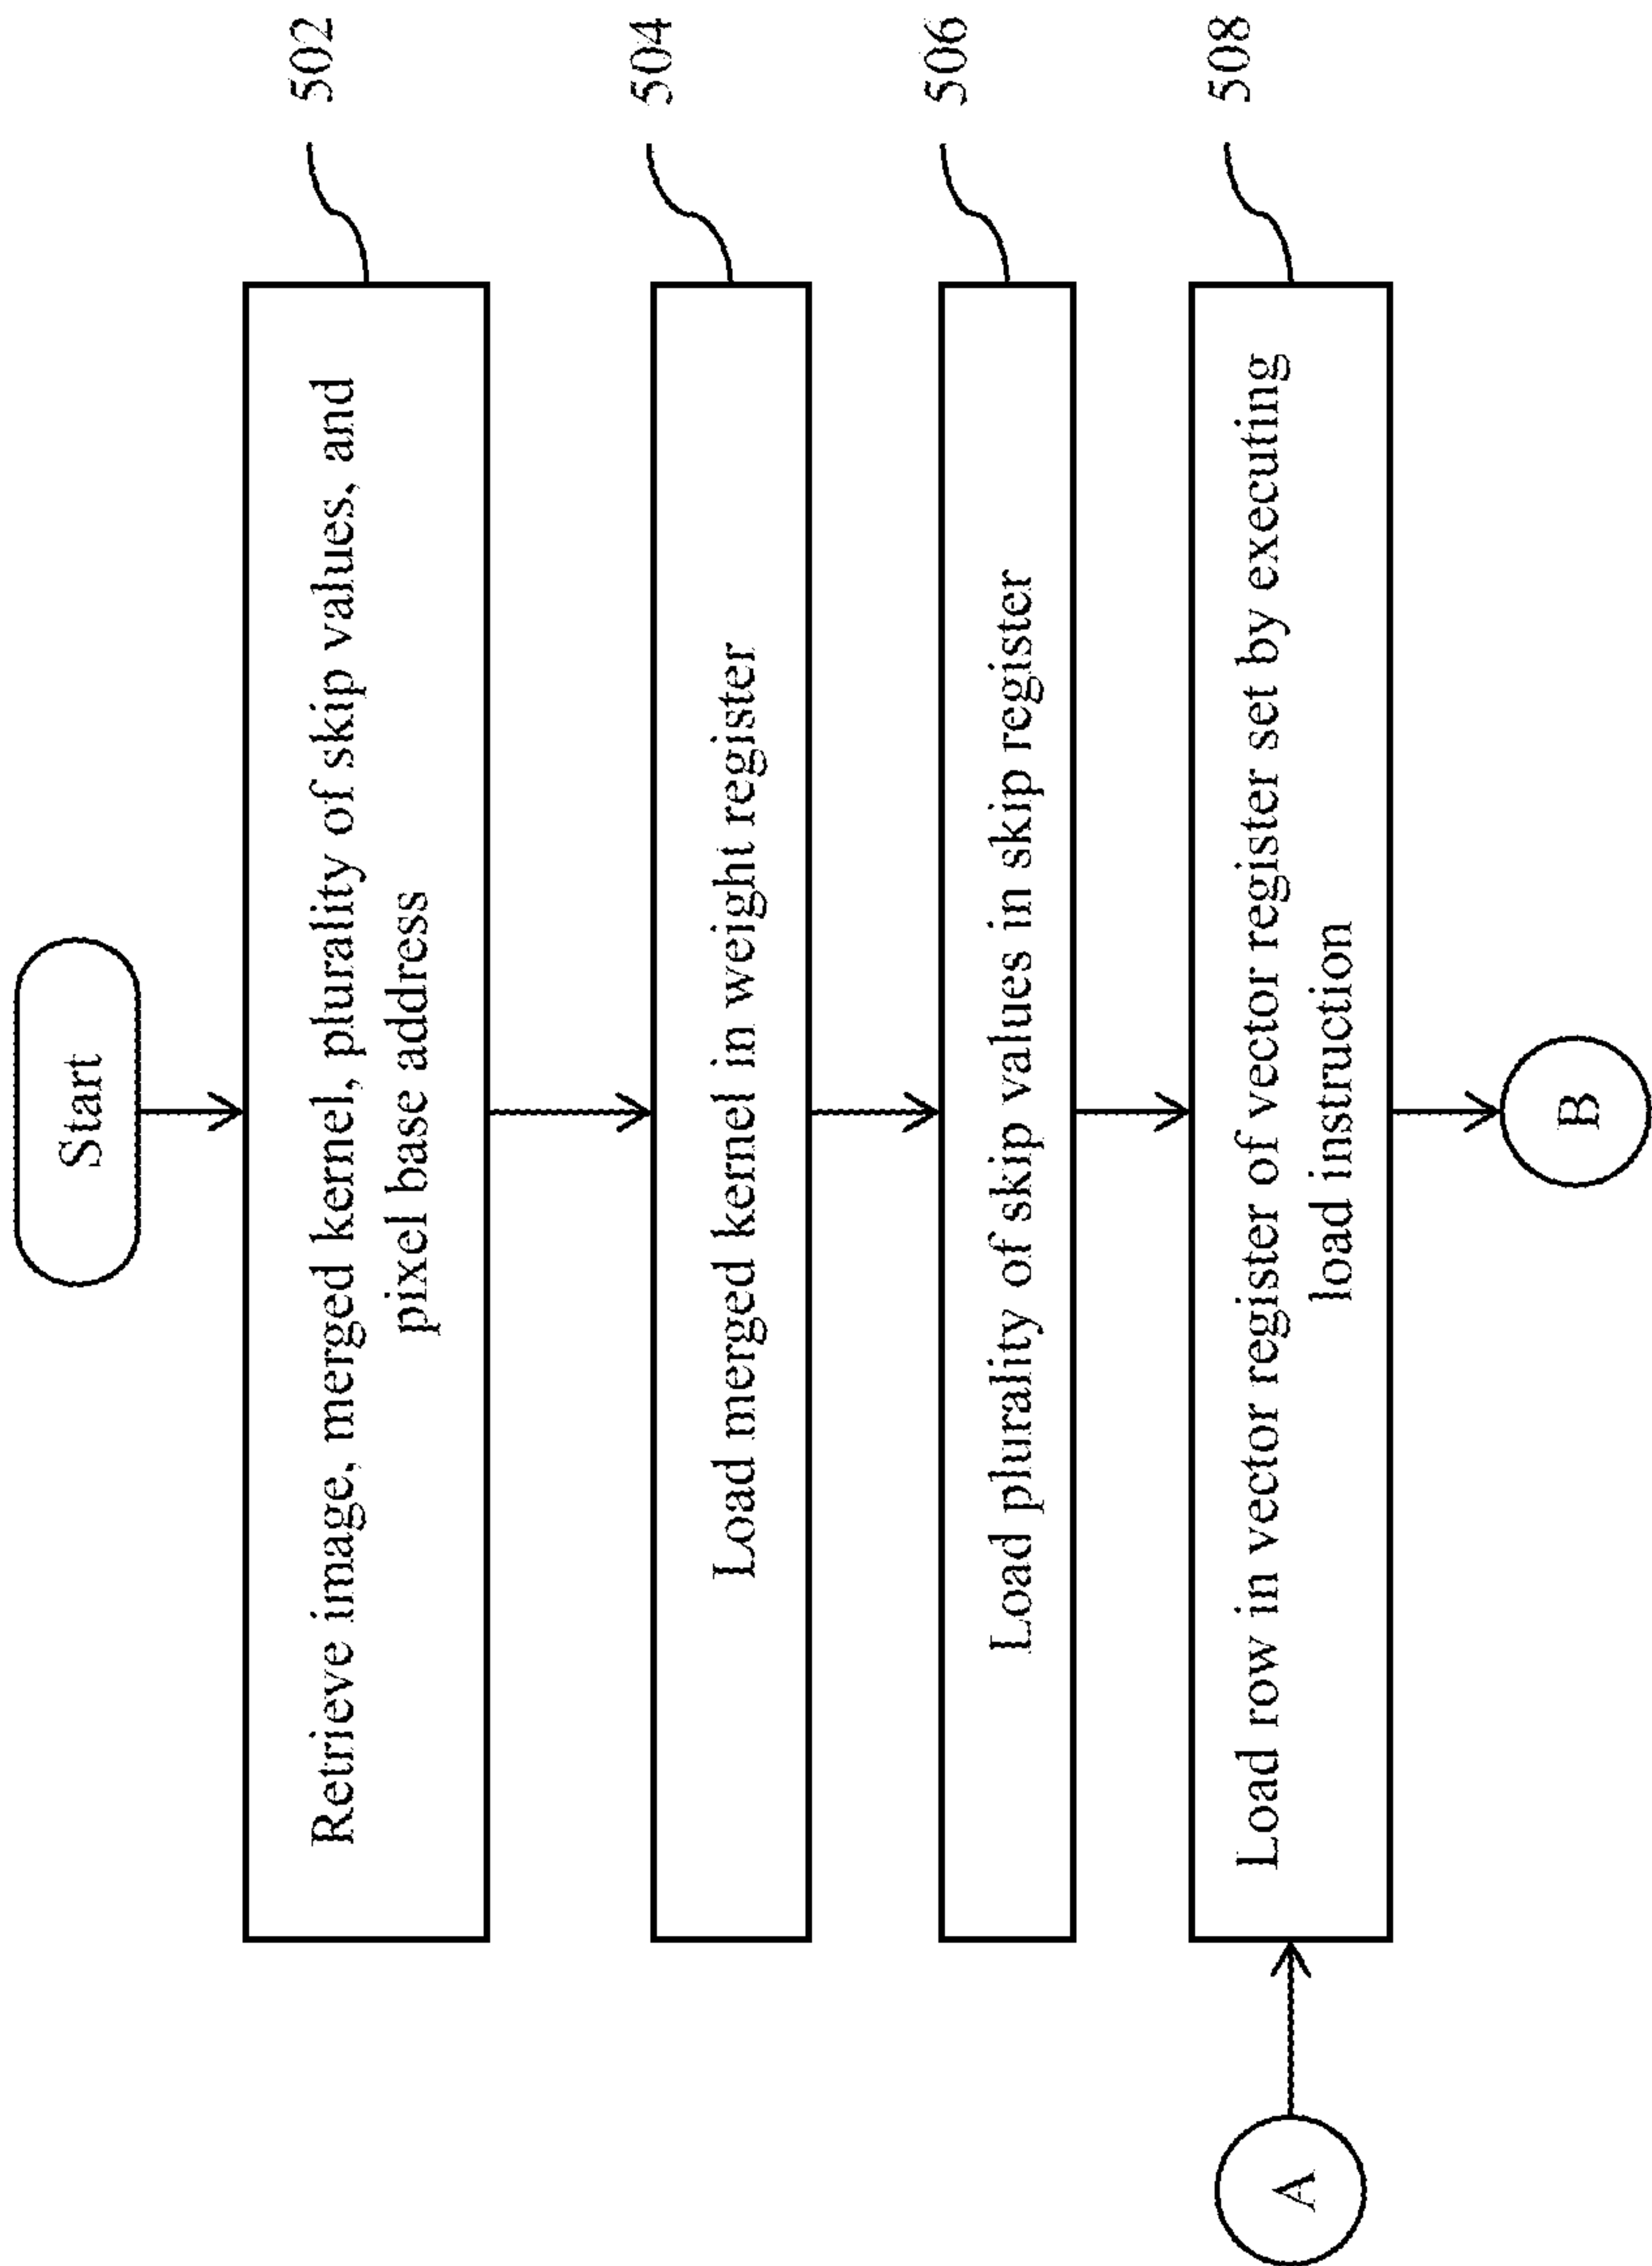 Start
Retrieve image, merged kernel, plurality of skip values, and
pixel base address
502
Load merged kernel in weight register
504
Load plurality of skip values in skip register
506
A
Load row in vector register of vector register set by executing
load instruction
508
B